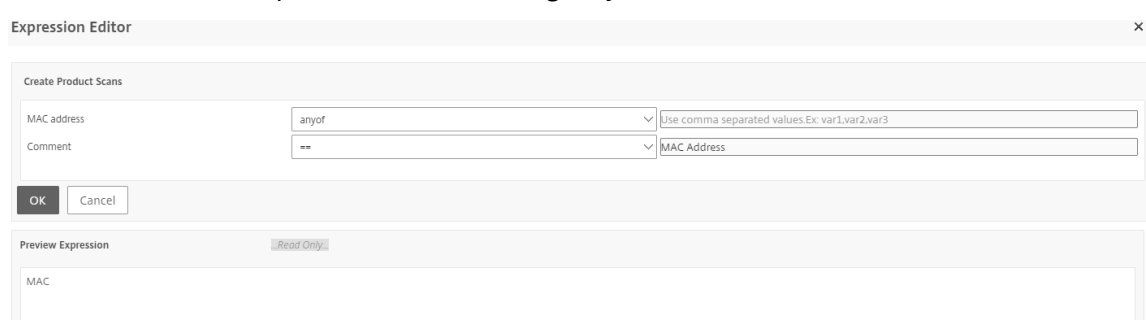 Expression Editor ×
Create Product Scans
MAC address anyof Use comma separated values.Ex: var1,var2,var3
Comment == MAC Address
OK Cancel
Preview Expression ...Read Only...
MAC